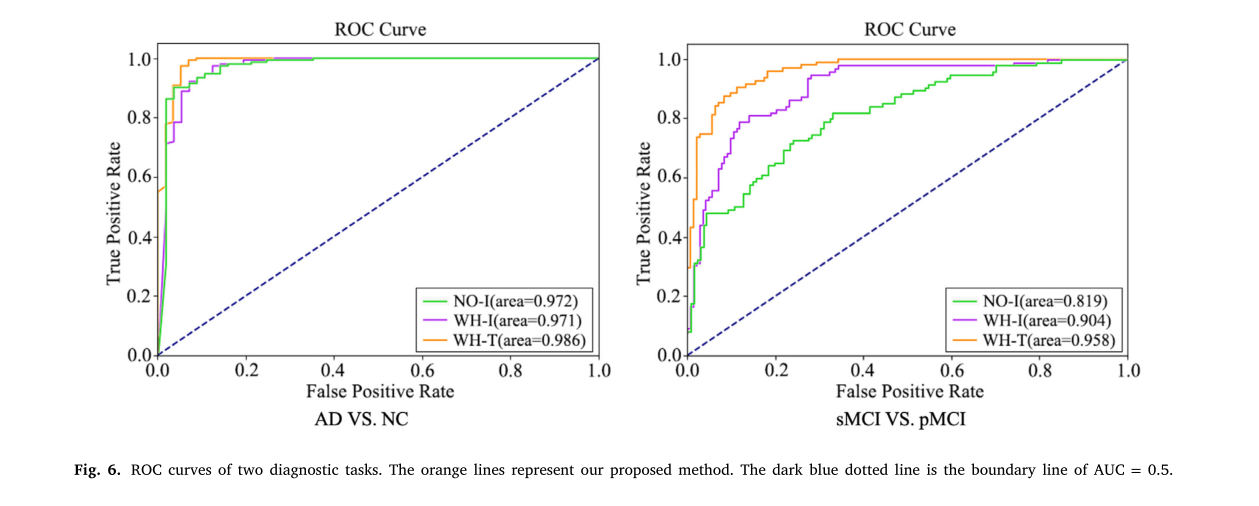 ROC Curve
1.0
0.8
0.6
0.4
0.2
0.0
True Positive Rate
NO-I(area=0.972)
WH-I(area=0.971)
WH-T(area=0.986)
0.0 0.2 0.4 0.6 0.8 1.0
False Positive Rate
AD VS. NC
ROC Curve
1.0
0.8
0.6
0.4
0.2
0.0
True Positive Rate
NO-I(area=0.819)
WH-I(area=0.904)
WH-T(area=0.958)
0.0 0.2 0.4 0.6 0.8 1.0
False Positive Rate
sMCI VS. pMCI
Fig. 6. ROC curves of two diagnostic tasks. The orange lines represent our proposed method. The dark blue dotted line is the boundary line of AUC = 0.5.